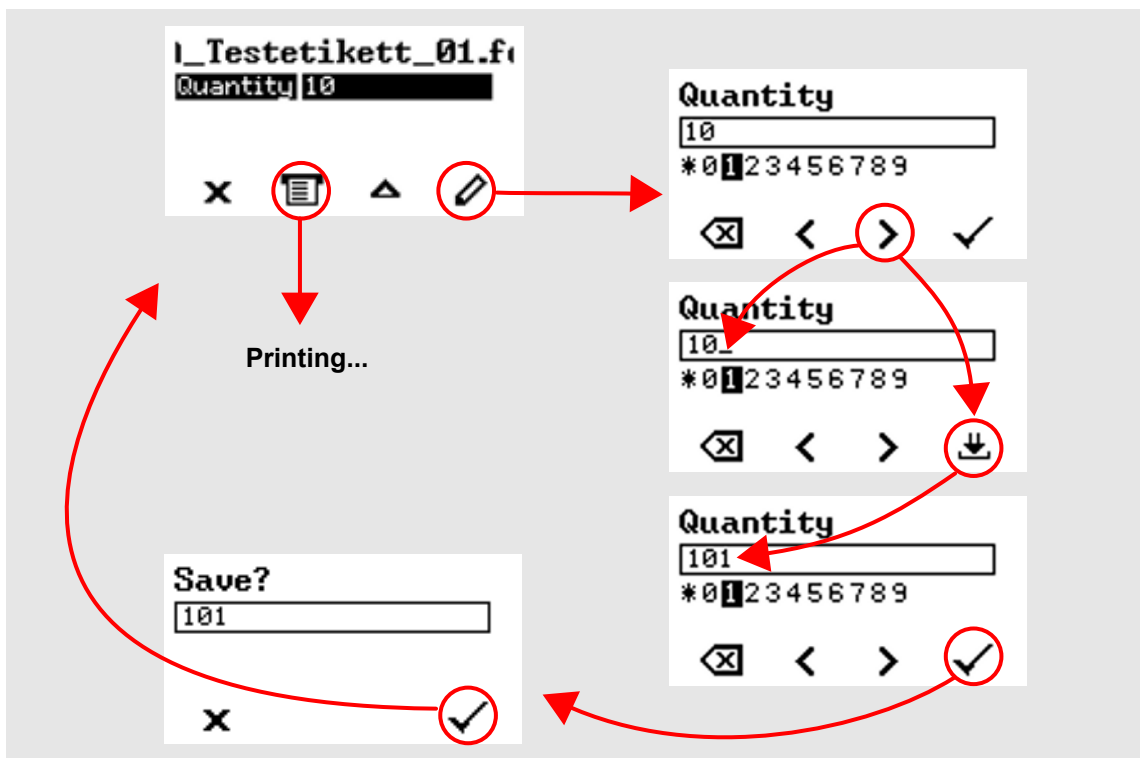 _Testetikett_01.f
Quantity 10
Printing...
Quantity
10
*0123456789
Quantity
10_
*0123456789
Quantity
101
*0123456789
Save?
101